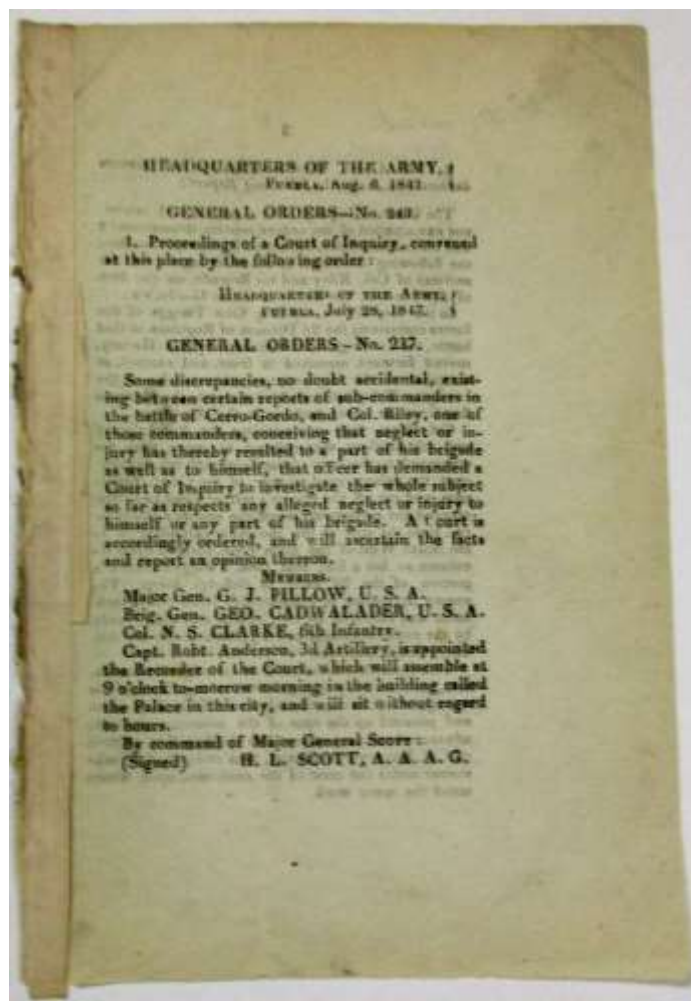 HEADQUARTERS OF THE ARMY,
PUEBLA, Aug. 6, 1847.
GENERAL ORDERS—No. 249.
1. Proceedings of a Court of Inquiry, convened
at this place by the following order:
HEADQUARTERS OF THE ARMY,
PUEBLA, July 29, 1847.
GENERAL ORDERS—No. 237.
Some discrepancies, no doubt accidental, exist-
ing between certain reports of sub-commanders in
the battle of Cerro-Gordo, and Col. Riley, one of
those commanders, conceiving that neglect or in-
jury has thereby resulted to a part of his brigade
as well as to himself, that officer has demanded a
Court of Inquiry to investigate the whole subject
so far as respects any alleged neglect or injury to
himself or any part of his brigade. A Court is
accordingly ordered, and will ascertain the facts
and report an opinion thereon.
MEMBERS.
Major Gen. G. J. PILLOW, U. S. A.
Brig. Gen. GEO. CADWALADER, U. S. A.
Col. N. S. CLARKE, 6th Infantry.
Capt. Robt. Anderson, 3d Artillery, is appointed
the Recorder of the Court, which will assemble at
9 o'clock to-morrow morning in the building called
the Palace in this city, and will sit without regard
to hours.
By command of Major General SCOTT:
(Signed) H. L. SCOTT, A. A. A. G.